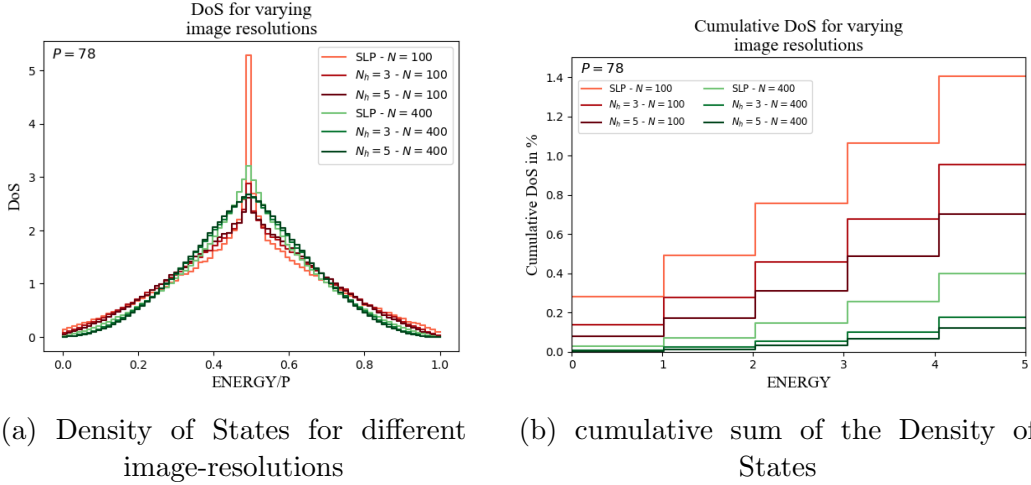 DoS for varying
image resolutions
P = 78
SLP - N = 100
N_h = 3 - N = 100
N_h = 5 - N = 100
SLP - N = 400
N_h = 3 - N = 400
N_h = 5 - N = 400
DoS
5
4
3
2
1
0
0.0 0.2 0.4 0.6 0.8 1.0
ENERGY/P
(a) Density of States for different
image-resolutions
Cumulative DoS for varying
image resolutions
P = 78
SLP - N = 100
N_h = 3 - N = 100
N_h = 5 - N = 100
SLP - N = 400
N_h = 3 - N = 400
N_h = 5 - N = 400
Cumulative DoS in %
1.4
1.2
1.0
0.8
0.6
0.4
0.2
0.0
0 1 2 3 4 5
ENERGY
(b) cumulative sum of the Density of
States